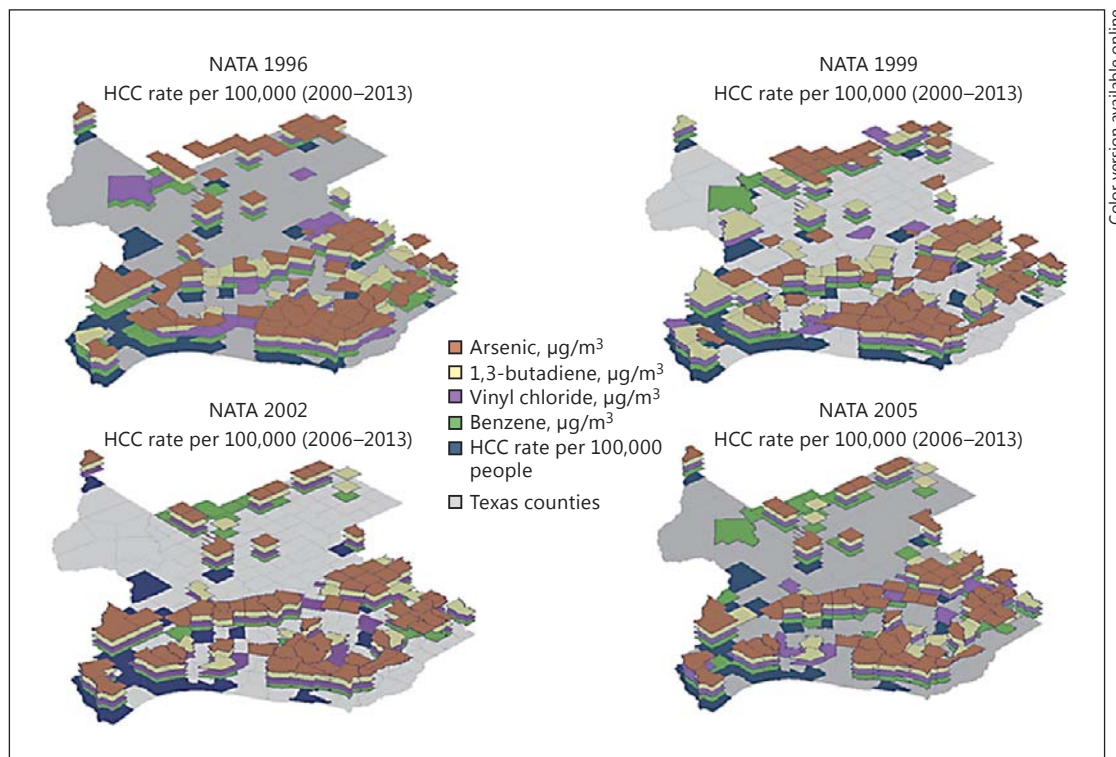 NATA 1996
HCC rate per 100,000 (2000–2013)
NATA 1999
HCC rate per 100,000 (2000–2013)
Arsenic, µg/m³
1,3-butadiene, µg/m³
Vinyl chloride, µg/m³
Benzene, µg/m³
HCC rate per 100,000
people
Texas counties
NATA 2002
HCC rate per 100,000 (2006–2013)
NATA 2005
HCC rate per 100,000 (2006–2013)
Color version available online